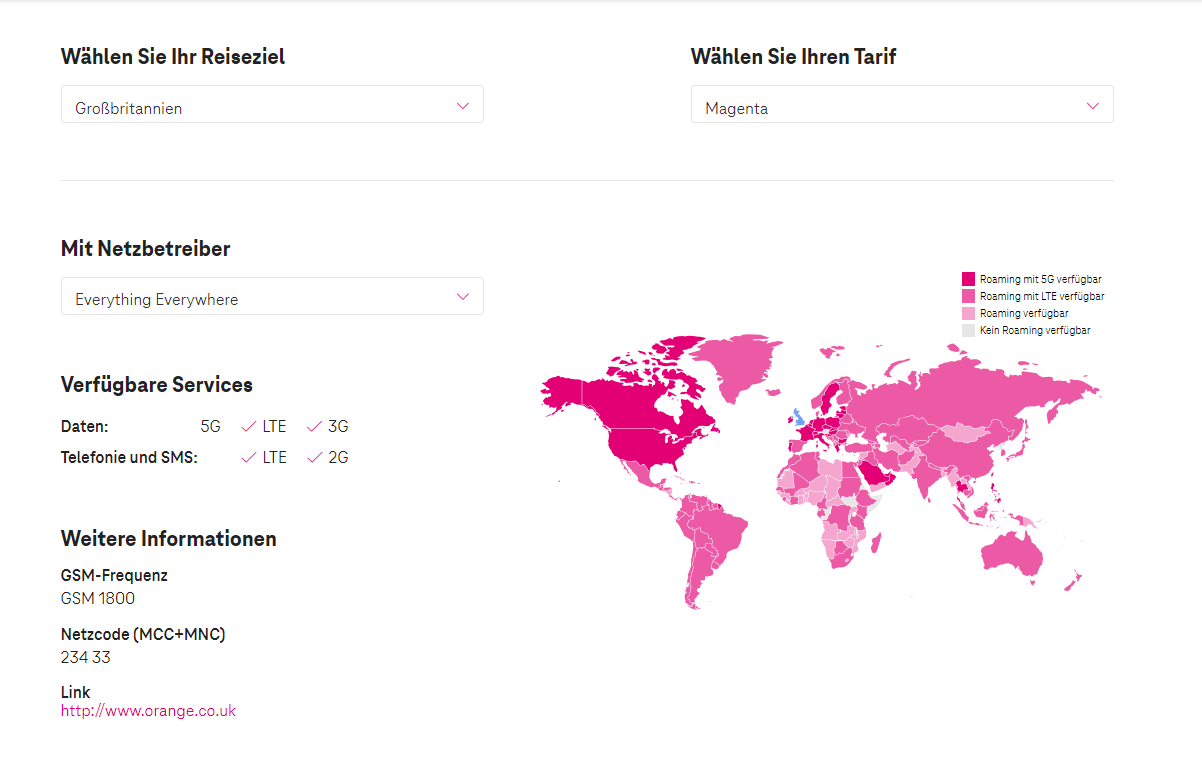 Wählen Sie Ihr Reiseziel
Wählen Sie Ihren Tarif
Großbritannien
Magenta
Mit Netzbetreiber
Everything Everywhere
Roaming mit 5G verfügbar
Roaming mit LTE verfügbar
Roaming verfügbar
Kein Roaming verfügbar
Verfügbare Services
Daten: 5G LTE 3G
Telefonie und SMS: LTE 2G
Weitere Informationen
GSM-Frequenz
GSM 1800
Netzcode (MCC+MNC)
234 33
Link
http://www.orange.co.uk